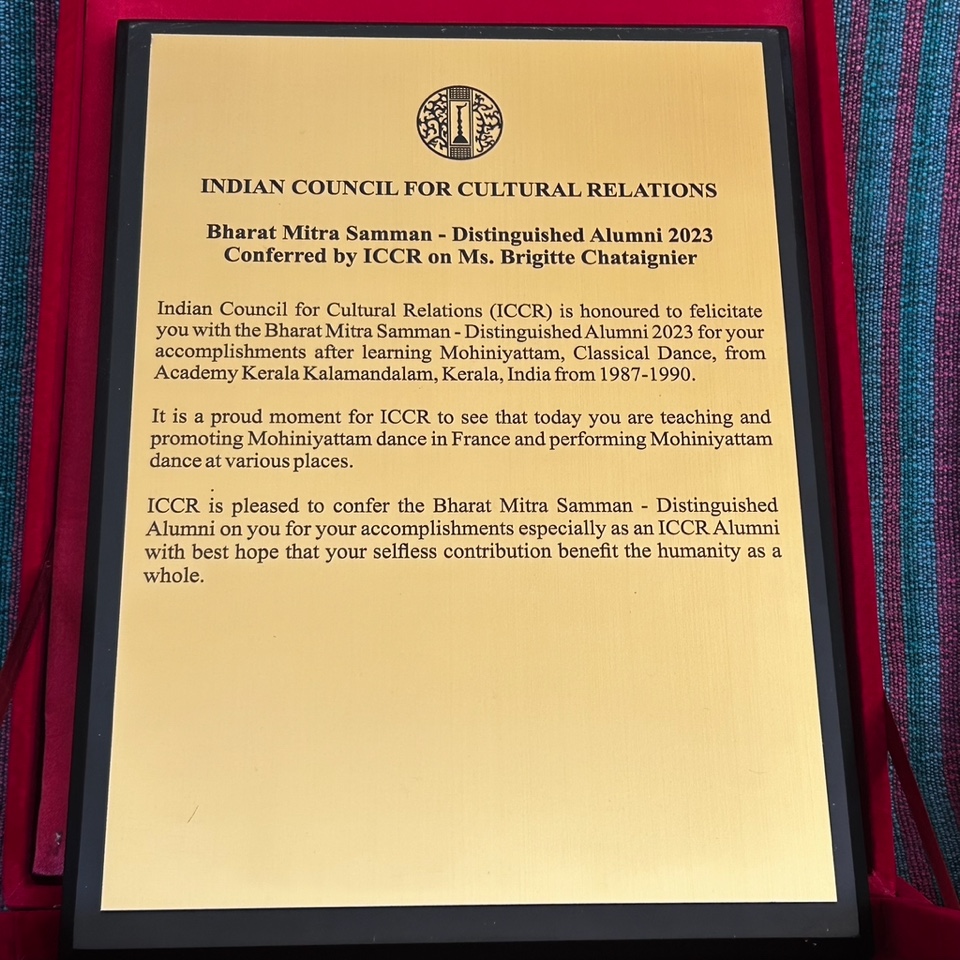 INDIAN COUNCIL FOR CULTURAL RELATIONS
Bharat Mitra Samman - Distinguished Alumni 2023
Conferred by ICCR on Ms. Brigitte Chataignier
Indian Council for Cultural Relations (ICCR) is honoured to felicitate
you with the Bharat Mitra Samman - Distinguished Alumni 2023 for your
accomplishments after learning Mohiniyattam, Classical Dance, from
Academy Kerala Kalamandalam, Kerala, India from 1987-1990.
It is a proud moment for ICCR to see that today you are teaching and
promoting Mohiniyattam dance in France and performing Mohiniyattam
dance at various places.
ICCR is pleased to confer the Bharat Mitra Samman - Distinguished
Alumni on you for your accomplishments especially as an ICCR Alumni
with best hope that your selfless contribution benefit the humanity as a
whole.